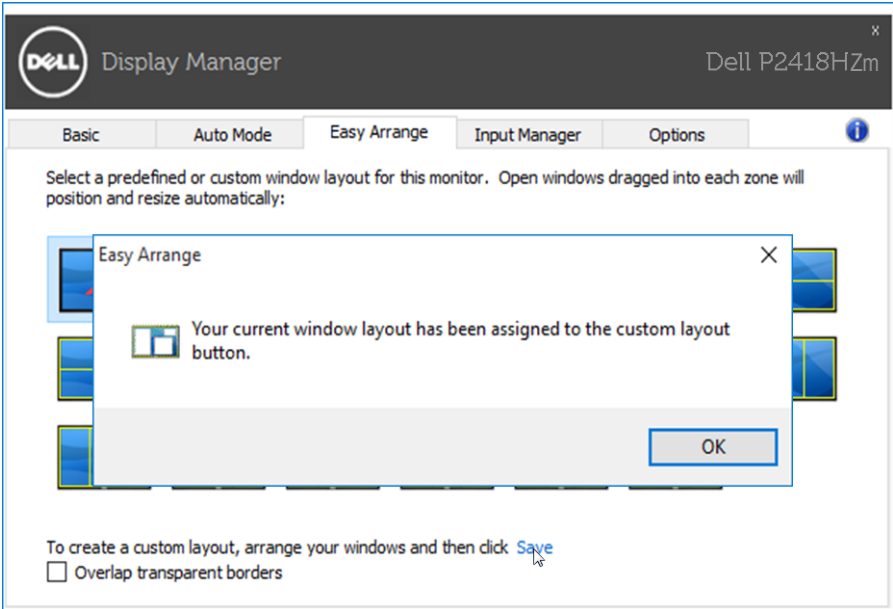 x
DELL Display Manager Dell P2418HZm
Basic Auto Mode Easy Arrange Input Manager Options i
Select a predefined or custom window layout for this monitor. Open windows dragged into each zone will
position and resize automatically:
Easy Arrange
Your current window layout has been assigned to the custom layout
button.
OK
To create a custom layout, arrange your windows and then click Save
Overlap transparent borders